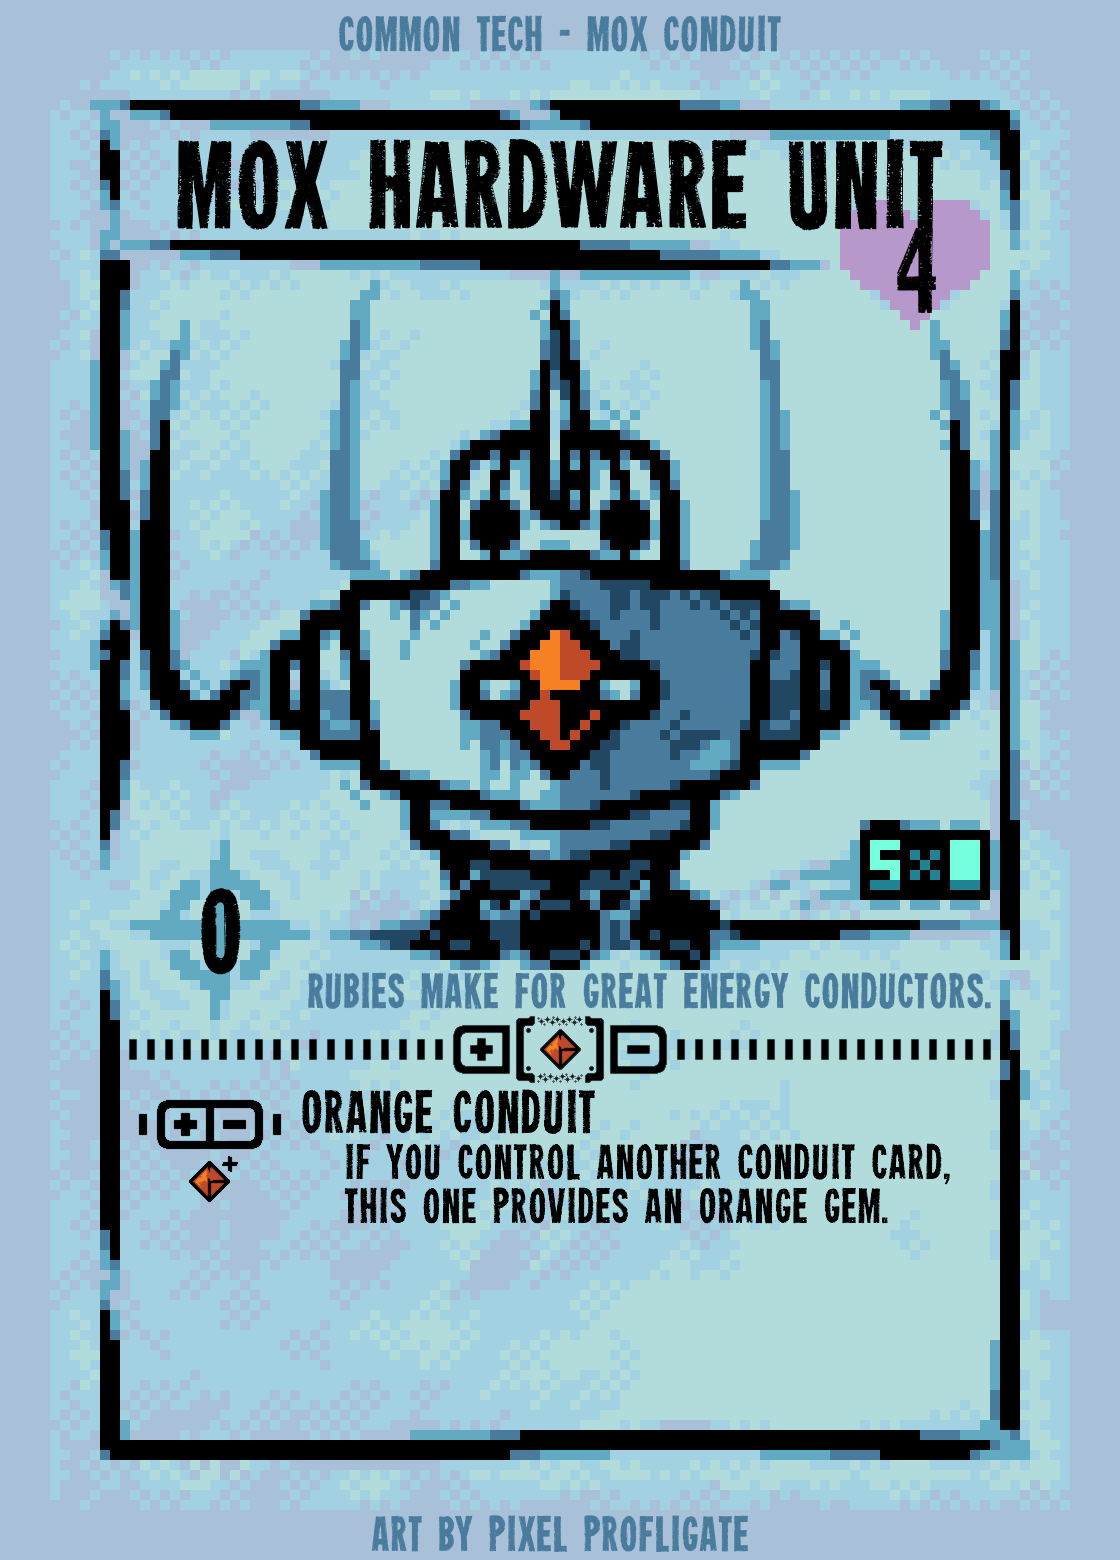 COMMON TECH - MOX CONDUIT
MOX HARDWARE UNIT
4
5×
0
RUBIES MAKE FOR GREAT ENERGY CONDUCTORS.
ORANGE CONDUIT
IF YOU CONTROL ANOTHER CONDUIT CARD,
THIS ONE PROVIDES AN ORANGE GEM.
ART BY PIXEL PROFLIGATE